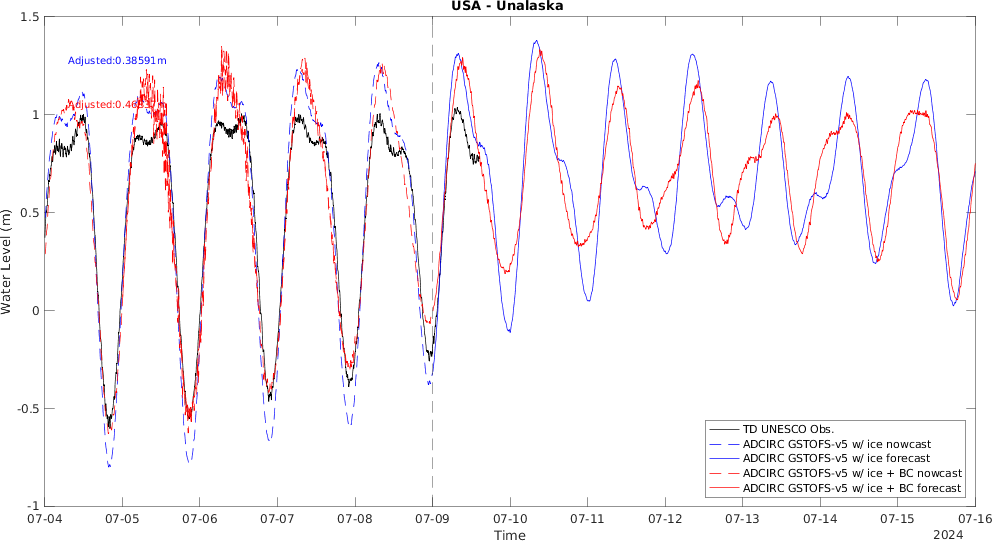 USA - Unalaska
1.5
1
0.5
0
-0.5
-1
Water Level (m)
Adjusted:0.38591m
TD UNESCO Obs.
ADCIRC GSTOFS-v5 w/ ice nowcast
ADCIRC GSTOFS-v5 w/ ice forecast
ADCIRC GSTOFS-v5 w/ ice + BC nowcast
ADCIRC GSTOFS-v5 w/ ice + BC forecast
07-04 07-05 07-06 07-07 07-08 07-09 07-10 07-11 07-12 07-13 07-14 07-15 07-16
Time
2024